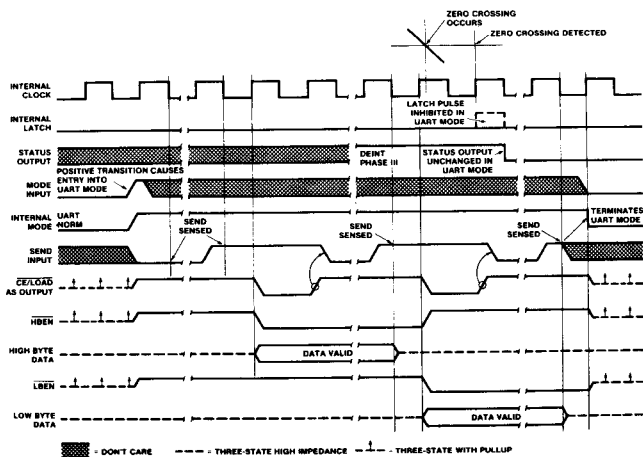 ZERO CROSSING
OCCURS
ZERO CROSSING DETECTED
INTERNAL
CLOCK
LATCH PULSE
INHIBITED IN
UART MODE
INTERNAL
LATCH
STATUS
OUTPUT
DEINT
PHASE III
STATUS OUTPUT
UNCHANGED IN
UART MODE
POSITIVE TRANSITION CAUSES
ENTRY INTO
UART MODE
MODE
INPUT
INTERNAL
MODE
UART
NORM
SEND
SENSED
SEND
SENSED
SEND
SENSED
TERMINATES
UART MODE
SEND
INPUT
CE/LOAD
AS OUTPUT
HBEN
HIGH BYTE
DATA
DATA VALID
LBEN
LOW BYTE
DATA
DATA VALID
= DON'T CARE
= THREE-STATE HIGH IMPEDANCE
= THREE-STATE WITH PULLUP